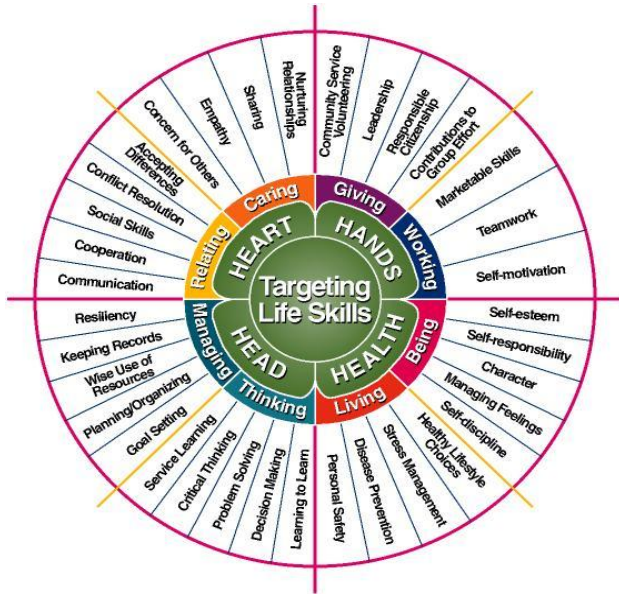 Targeting
Life Skills
HEART
HANDS
HEALTH
HEAD
Caring
Giving
Working
Being
Living
Thinking
Managing
Relating
Nurturing
Relationships
Sharing
Empathy
Concern for Others
Accepting
Differences
Conflict Resolution
Social Skills
Cooperation
Communication
Community Service
Volunteering
Leadership
Responsible
Citizenship
Contributions to
Group Effort
Marketable Skills
Teamwork
Self-motivation
Self-esteem
Self-responsibility
Character
Managing Feelings
Self-discipline
Healthy Lifestyle
Choices
Stress Management
Disease Prevention
Personal Safety
Learning to Learn
Decision Making
Problem Solving
Critical Thinking
Service Learning
Goal Setting
Planning/Organizing
Wise Use of
Resources
Keeping Records
Resiliency